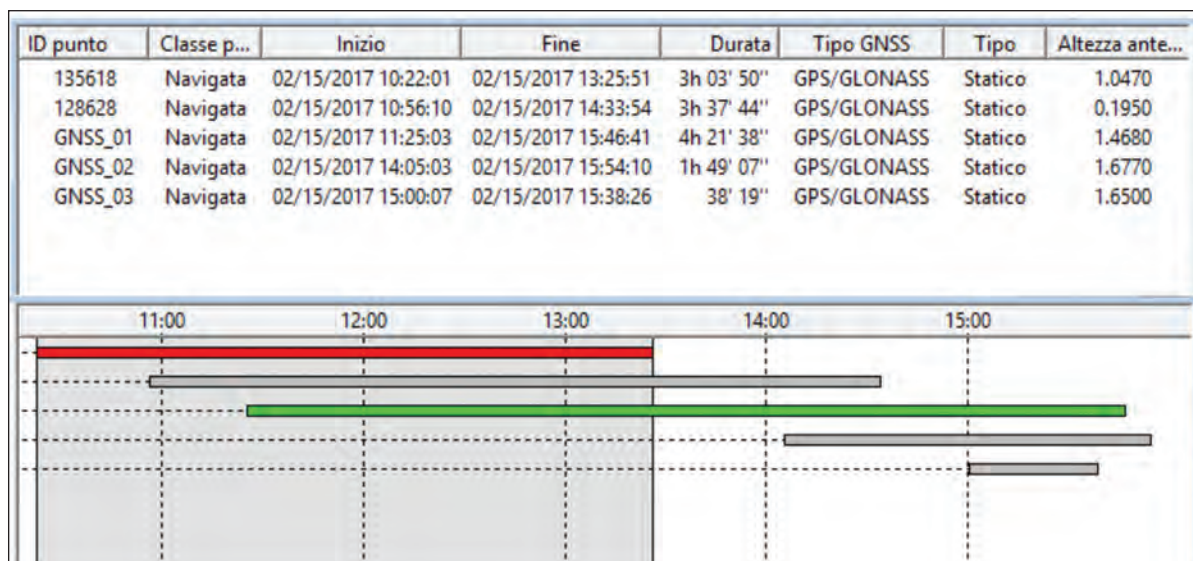 ID punto Classe p... Inizio Fine Durata Tipo GNSS Tipo Altezza ante...
135618 Navigata 02/15/2017 10:22:01 02/15/2017 13:25:51 3h 03' 50'' GPS/GLONASS Statico 1.0470
128628 Navigata 02/15/2017 10:56:10 02/15/2017 14:33:54 3h 37' 44'' GPS/GLONASS Statico 0.1950
GNSS_01 Navigata 02/15/2017 11:25:03 02/15/2017 15:46:41 4h 21' 38'' GPS/GLONASS Statico 1.4680
GNSS_02 Navigata 02/15/2017 14:05:03 02/15/2017 15:54:10 1h 49' 07'' GPS/GLONASS Statico 1.6770
GNSS_03 Navigata 02/15/2017 15:00:07 02/15/2017 15:38:26 38' 19'' GPS/GLONASS Statico 1.6500
11:00 12:00 13:00 14:00 15:00